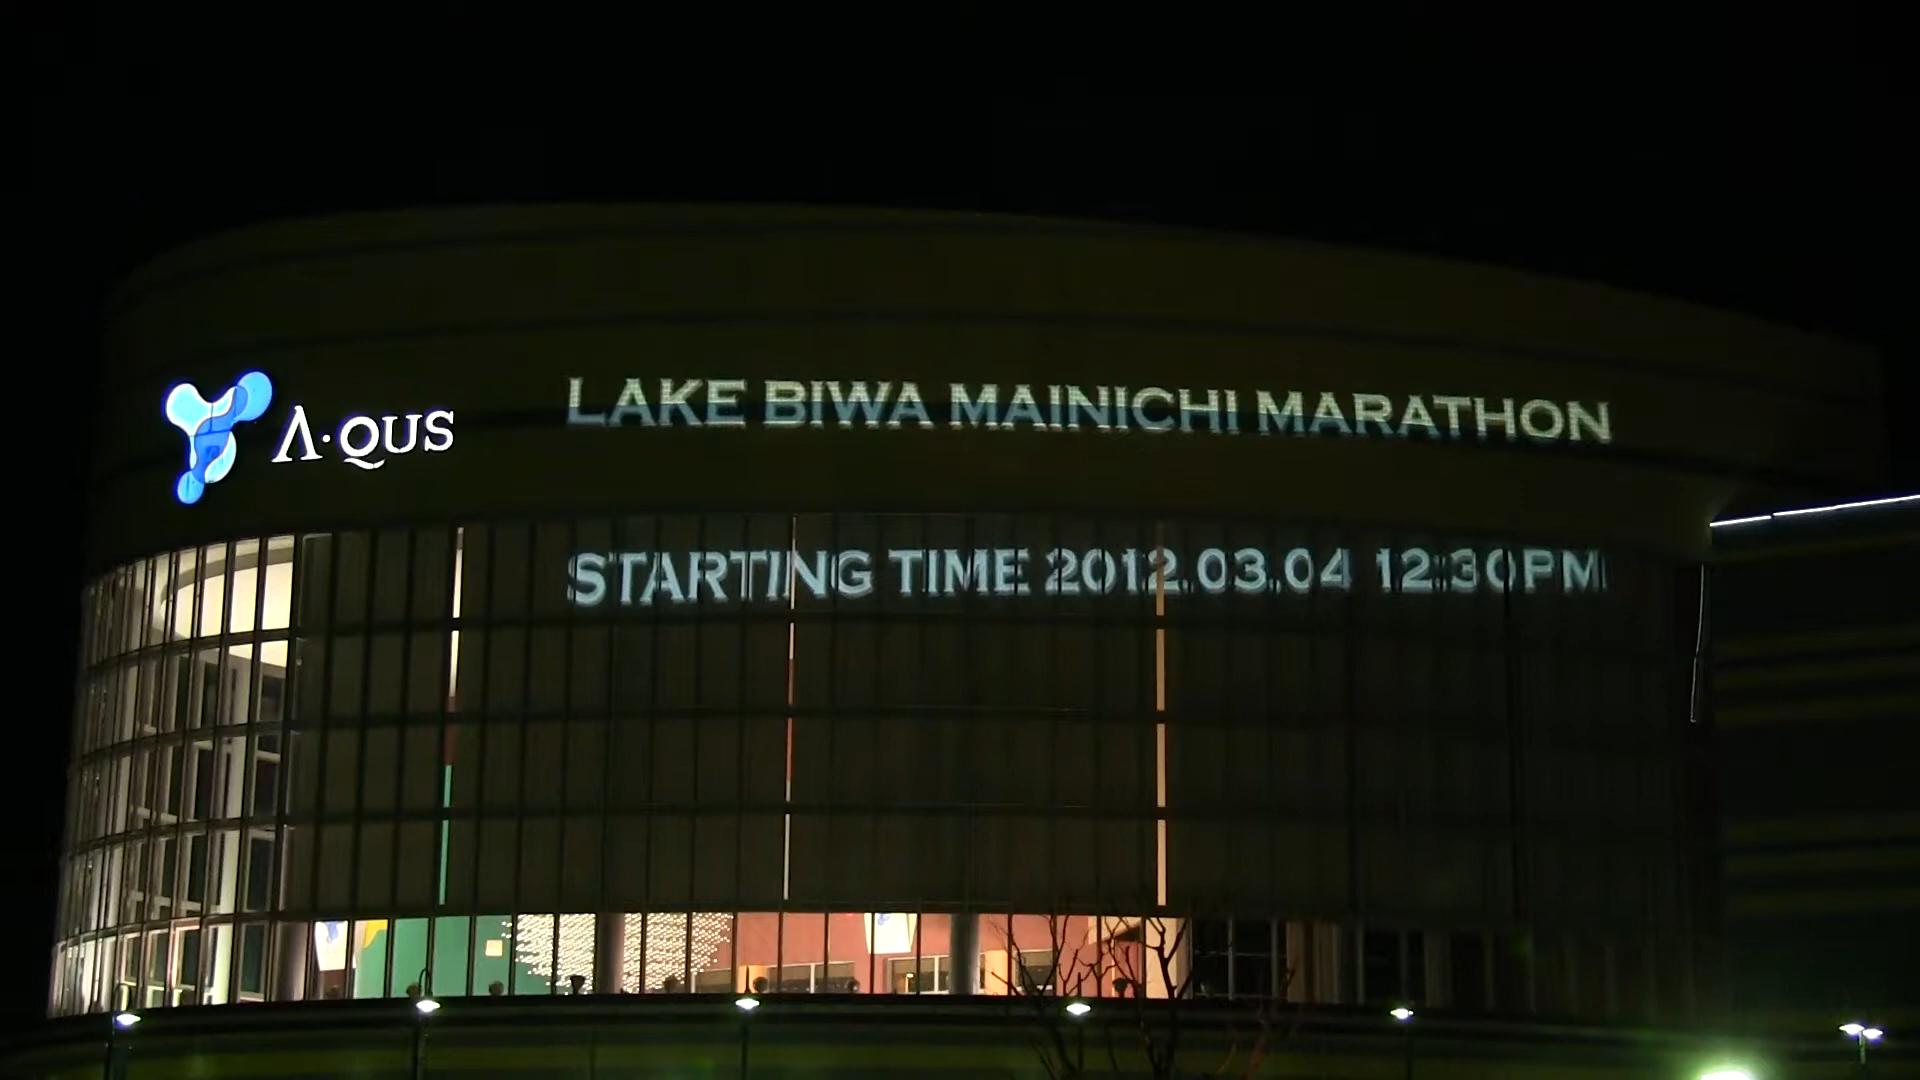 Λ·QUS
LAKE BIWA MAINICHI MARATHON
STARTING TIME 2012.03.04 12:30PM